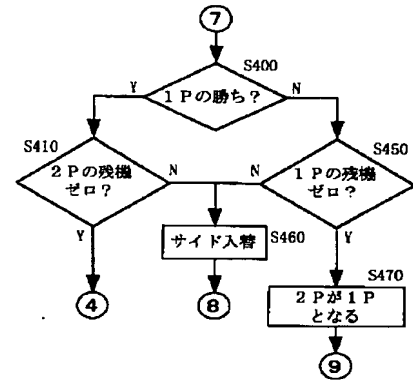 ⑦
S400
1Pの勝ち?
Y
N
S410
2Pの残機
ゼロ?
N
Y
S450
1Pの残機
ゼロ?
N
Y
サイド入替
S460
④
⑧
S470
2Pが1P
となる
⑨